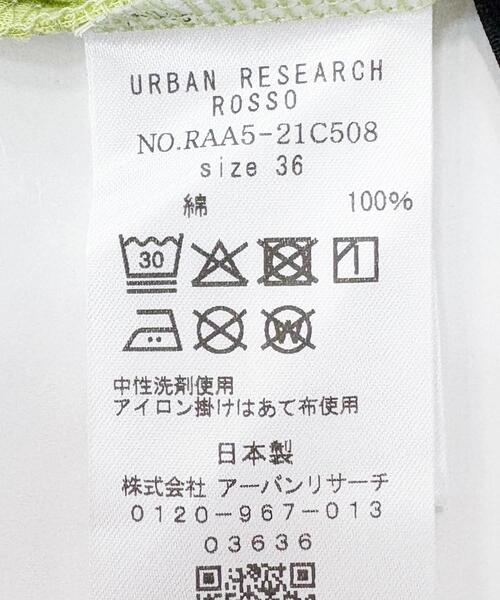 URBAN RESEARCH
ROSSO
NO.RAA5-21C508
size 36
綿 100%
30
W
中性洗剤使用
アイロン掛けはあて布使用
日本製
株式会社 アーバンリサーチ
0120-967-013
03636